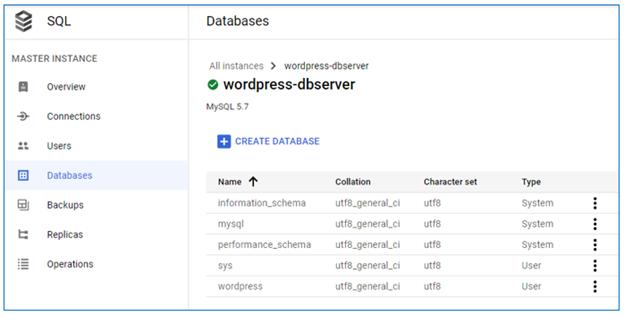 SQL
Databases
MASTER INSTANCE
Overview
Connections
Users
Databases
Backups
Replicas
Operations
All instances > wordpress-dbserver
wordpress-dbserver
MySQL 5.7
CREATE DATABASE
Name ↑ Collation Character set Type
information_schema utf8_general_ci utf8 System
mysql utf8_general_ci utf8 System
performance_schema utf8_general_ci utf8 System
sys utf8_general_ci utf8 User
wordpress utf8_general_ci utf8 User